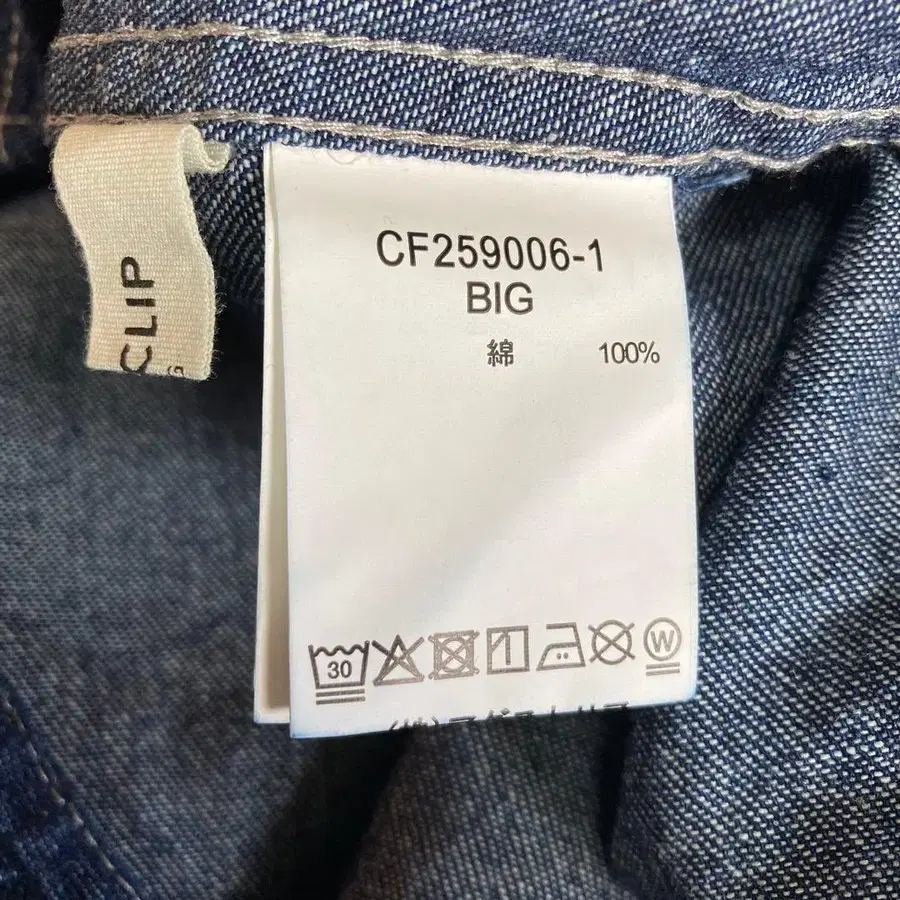 CLIP
CF259006-1
BIG
綿 100%
30
W